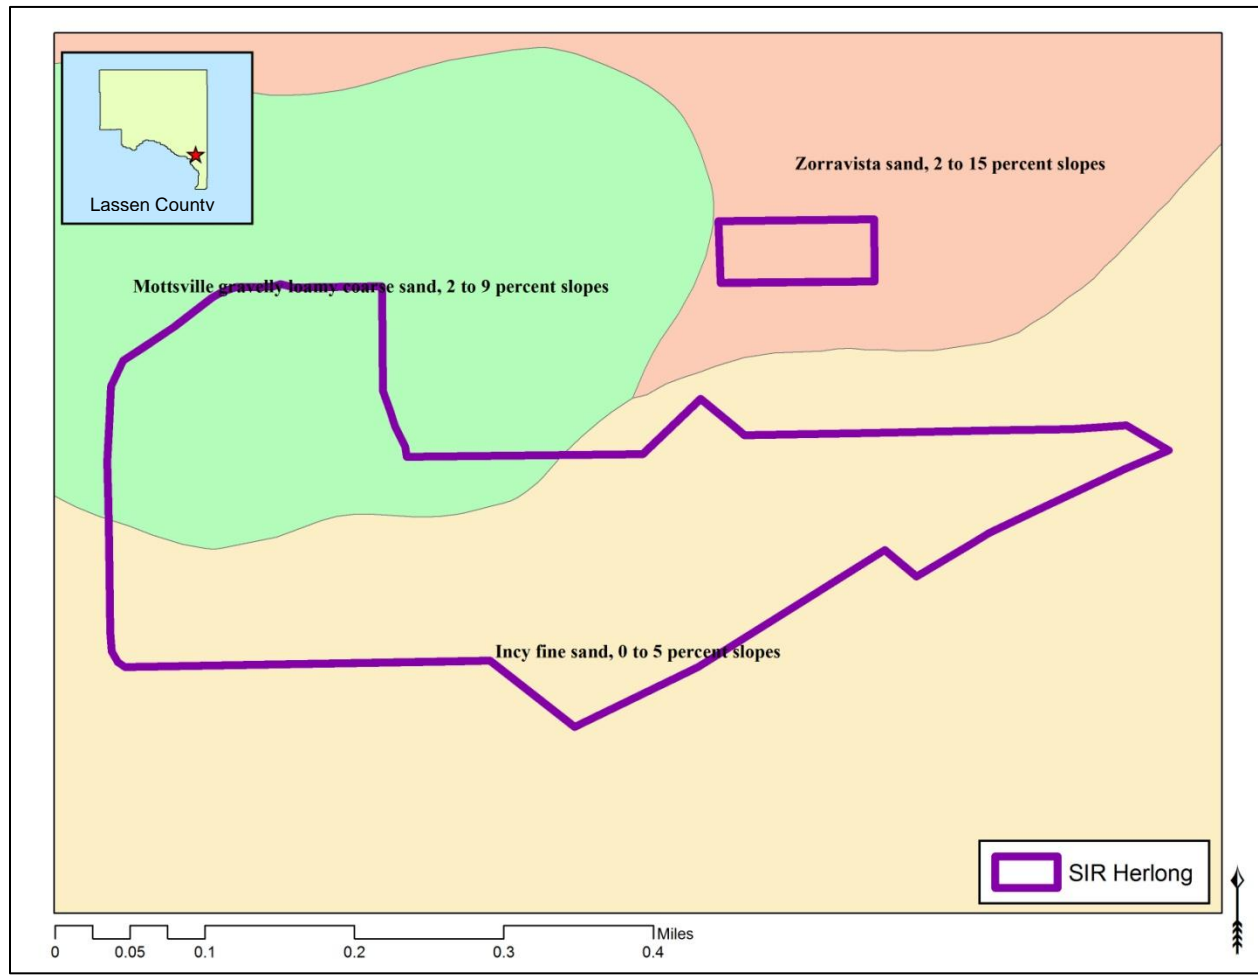 Lassen County
Zorravista sand, 2 to 15 percent slopes
Mottsville gravelly loamy coarse sand, 2 to 9 percent slopes
Incy fine sand, 0 to 5 percent slopes
SIR Herlong
Miles
0 0.05 0.1 0.2 0.3 0.4